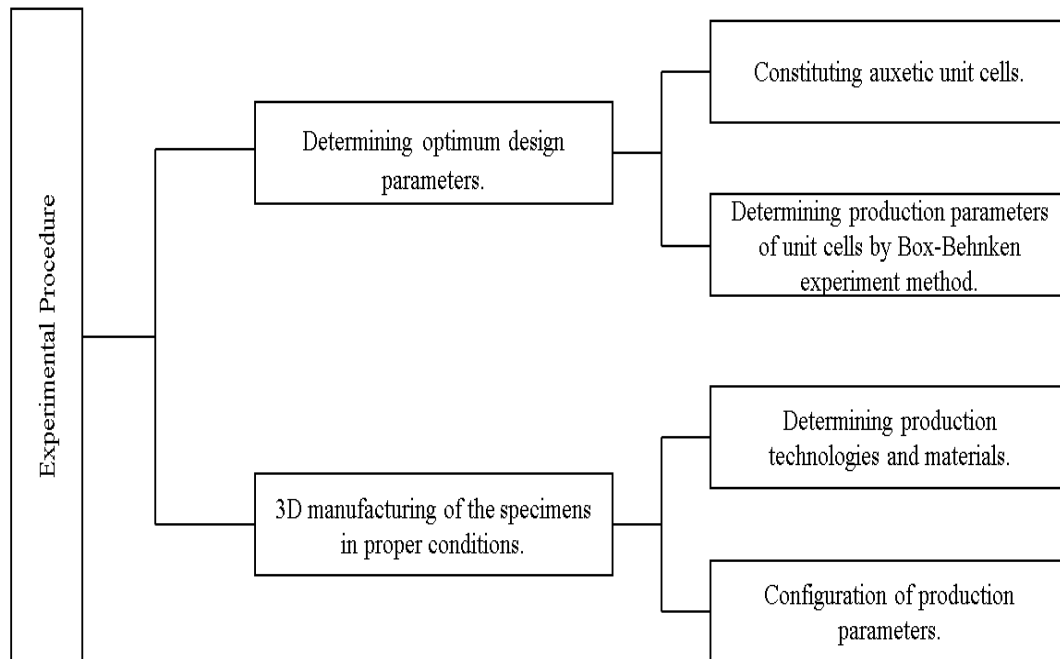 Experimental Procedure
Determining optimum design
parameters.
Constituting auxetic unit cells.
Determining production parameters
of unit cells by Box-Behnken
experiment method.
3D manufacturing of the specimens
in proper conditions.
Determining production
technologies and materials.
Configuration of production
parameters.